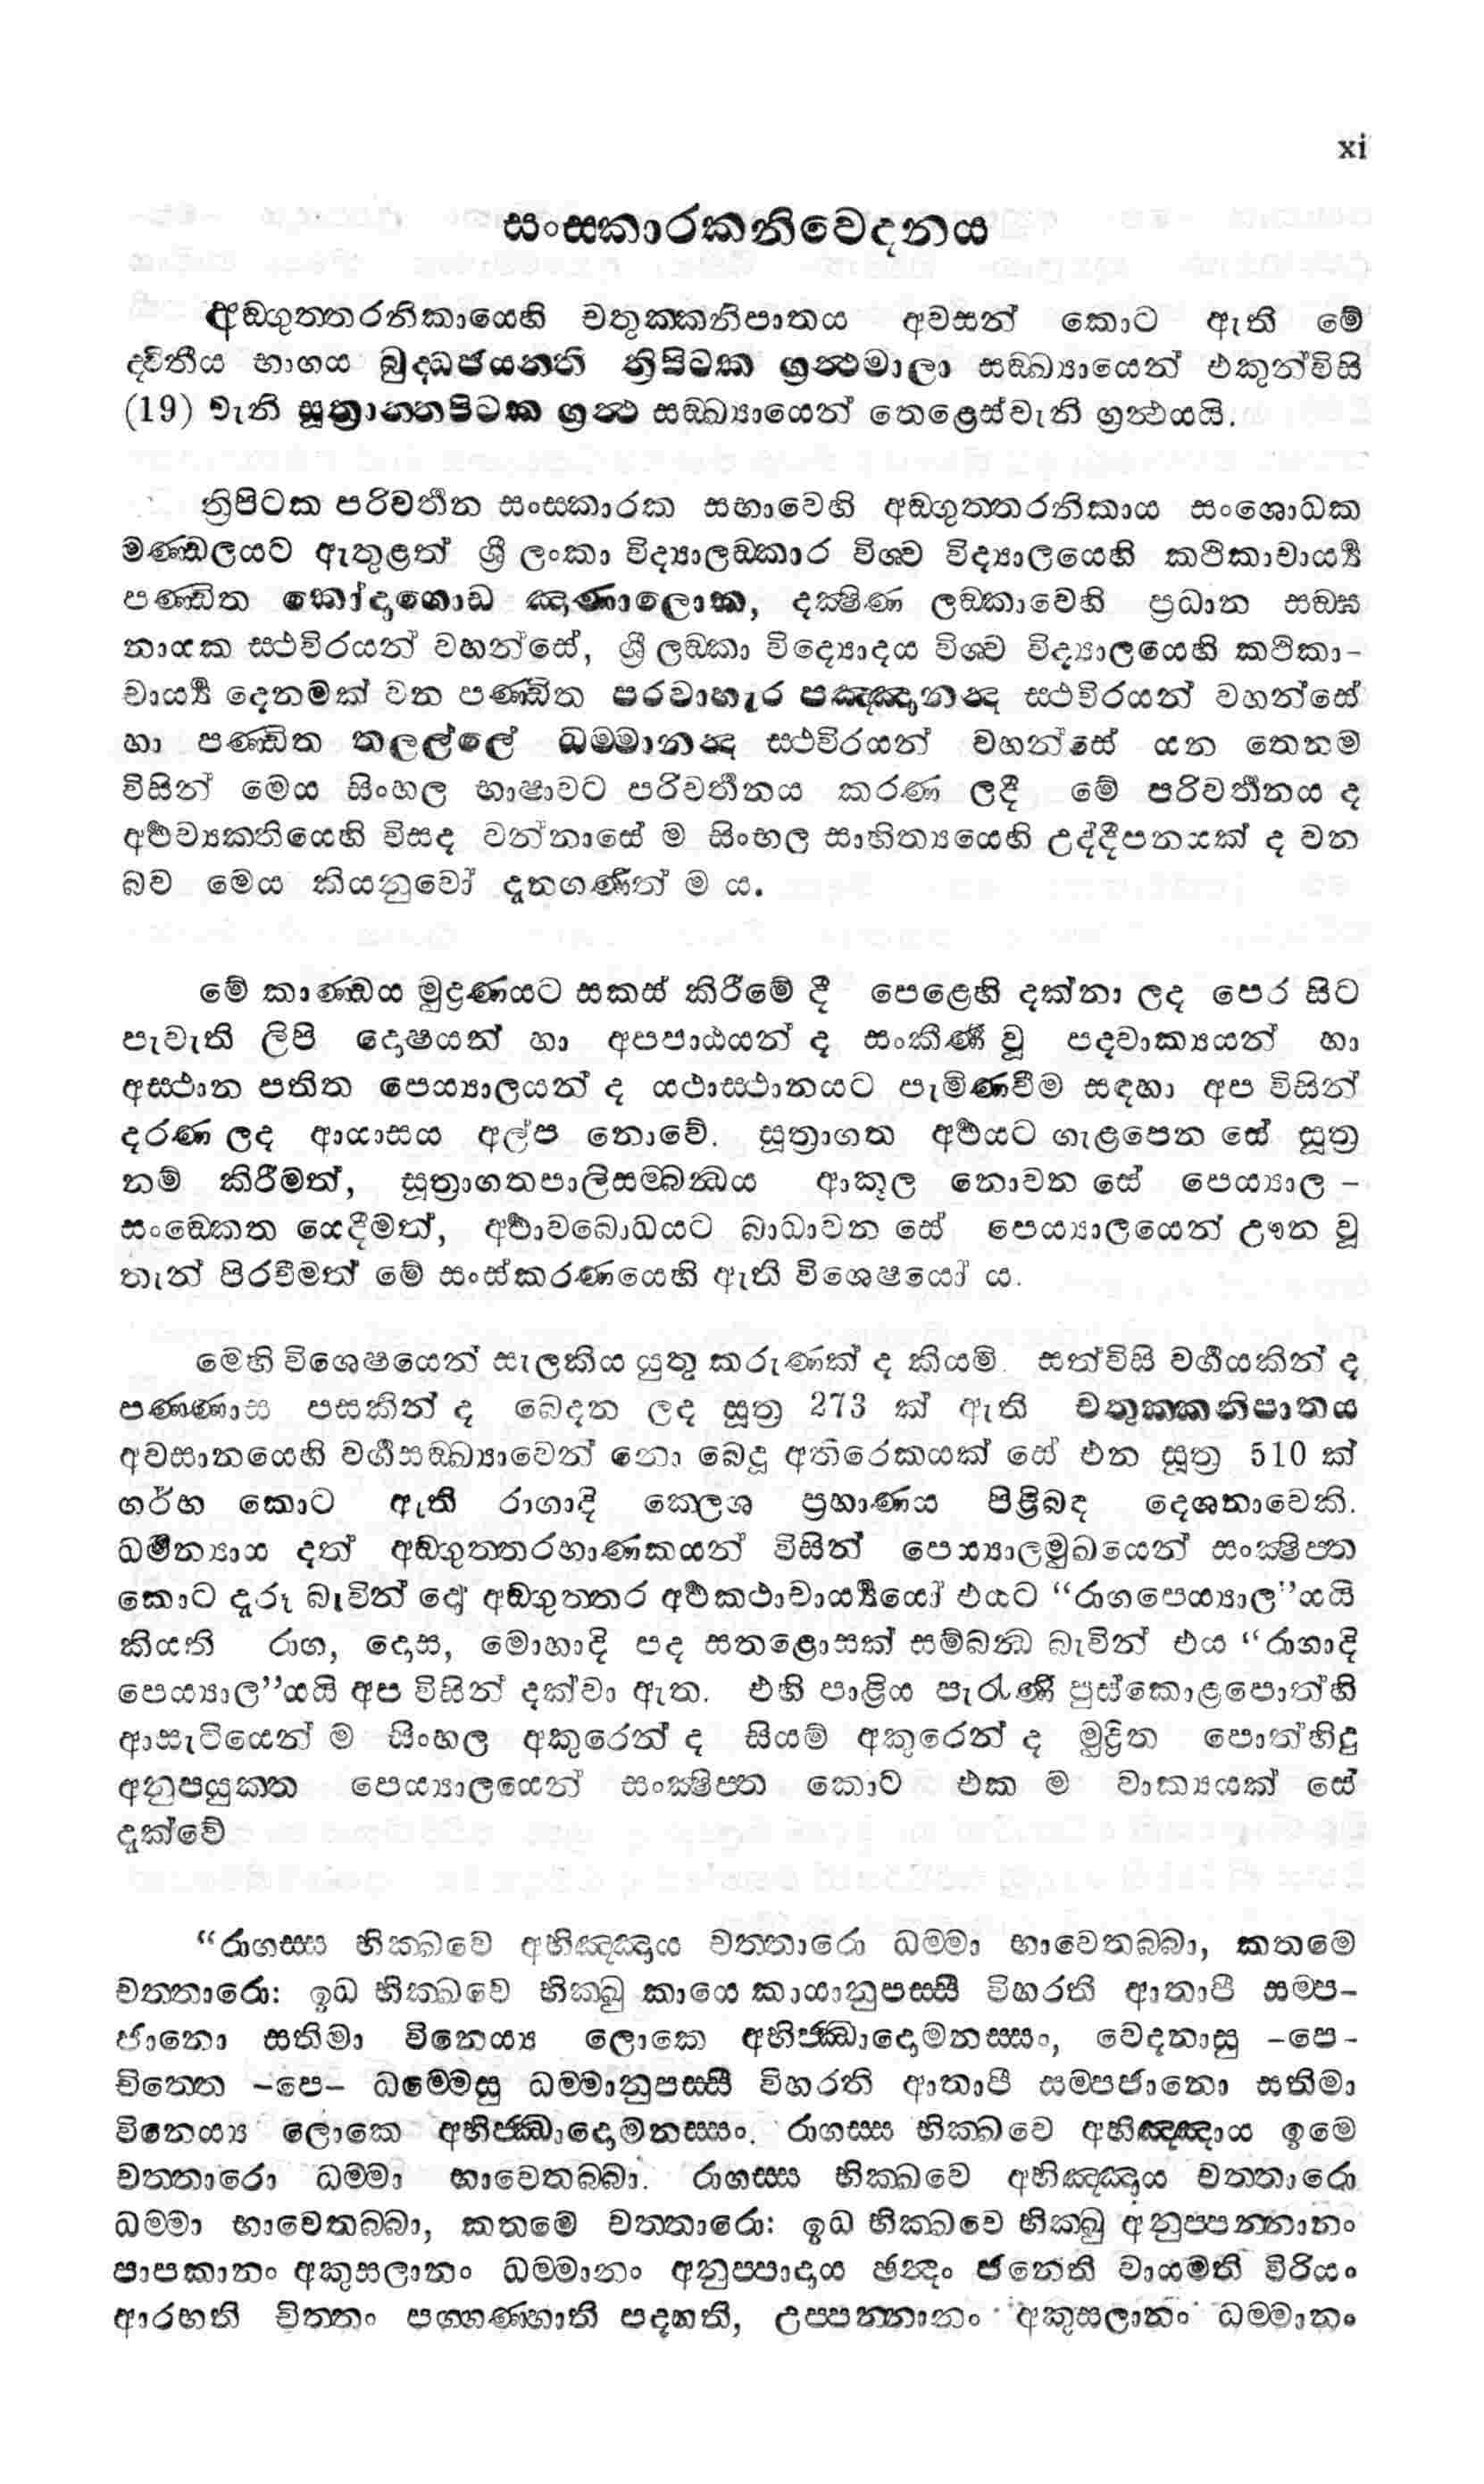 xi
සංස්කාරකනිවෙදනය
අඞ්ගුත්තරනිකායෙහි චතුක්කනිපාතය අවසන් කොට ඇති මේ
ද්විතීය භාගය බුද්ධජයන්ති ත්‍රිපිටක ග්‍රන්ථමාලා සඞ්ඛ්‍යායෙන් එකුන්විසි
(19) වැනි සූත්‍රාන්තපිටක ග්‍රන්ථ සඞ්ඛ්‍යායෙන් තෙළෙස්වැනි ග්‍රන්ථයයි.
ත්‍රිපිටක පරිවර්‍තන සංස්කාරක සභාවෙහි අඞ්ගුත්තරනිකාය සංශොධක
මණ්ඩලයට ඇතුළත් ශ්‍රී ලංකා විද්‍යාලඞ්කාර විශ්ව විද්‍යාලයෙහි කථිකාචාර්‍ය්‍ය
පණ්ඩිත කෝදාගොඩ ඤාණාලොක, දක්ෂිණ ලඞ්කාවෙහි ප්‍රධාන සඞ්ඝ
නායක ස්ථවිරයන් වහන්සේ, ශ්‍රී ලඞ්කා විද්‍යොදය විශ්ව විද්‍යාලයෙහි කථිකා-
චාර්‍ය්‍ය දෙනමක් වන පණ්ඩිත පරවාහැර පඤ්ඤානන්ද ස්ථවිරයන් වහන්සේ
හා පණ්ඩිත තලල්ලේ ධම්මානන්ද ස්ථවිරයන් වහන්සේ යන තෙනම
විසින් මෙය සිංහල භාෂාවට පරිවර්‍තනය කරණ ලදී මේ පරිවර්‍තනය ද
අර්‍ථව්‍යක්තියෙහි විසද වන්නාසේ ම සිංහල සාහිත්‍යයෙහි උද්දීපනයක් ද වන
බව මෙය කියනුවෝ දැනගණිත් ම ය.
මේ කාණ්ඩය මුද්‍රණයට සකස් කිරීමේ දී පෙළෙහි දක්නා ලද පෙර සිට
පැවැති ලිපි දොෂයන් හා අපපාඨයන් ද සංකීර්‍ණ වූ පදවාක්‍යයන් හා
අස්ථාන පතිත පෙය්‍යාලයන් ද යථාස්ථානයට පැමිණවීම සඳහා අප විසින්
දරණ ලද ආයාසය අල්ප නොවේ. සූත්‍රාගත අර්‍ථයට ගැළපෙන සේ සූත්‍ර
නම් කිරීමත්, සූත්‍රාගතපාලිසම්බන්ධය ආකූල නොවන සේ පෙය්‍යාල -
සංඞ්කෙත යෙදීමත්, අර්‍ථාවබොධයට බාධාවන සේ පෙය්‍යාලයෙන් ඌන වූ
තැන් පිරවීමත් මේ සංස්කරණයෙහි ඇති විශෙෂයෝ ය.
මෙහි විශෙෂයෙන් සැලකිය යුතු කරුණක් ද කියමි. සත්විසි වර්‍ගයකින් ද
පණ්ණාස පසකින් ද බෙදන ලද සූත්‍ර 273 ක් ඇති චතුක්කනිපාතය
අවසානයෙහි වර්‍ගසඞ්ඛ්‍යාවෙන් නො බෙදූ අතිරෙකයක් සේ එන සූත්‍ර 510 ක්
ගර්භ කොට ඇති රාගාදි ක්ලෙශ ප්‍රහාණය පිළිබඳ දෙශනාවෙකි.
ධර්‍මන්‍යාය දත් අඞ්ගුත්තරභාණකයන් විසින් පෙය්‍යාලමුඛයෙන් සංක්ෂිප්ත
කොට දැරූ බැවින් දෝ අඞ්ගුත්තර අර්‍ථකථාචාර්‍ය්‍යයෝ එයට “රාගපෙය්‍යාල”යයි
කියති රාග, දොස, මොහාදි පද සතළොසක් සම්බන්ධ බැවින් එය “රාගාදි
පෙය්‍යාල”යයි අප විසින් දක්වා ඇත. එහි පාළිය පැරැණි පුස්කොළපොත්හි
ආසැටියෙන් ම සිංහල අකුරෙන් ද සියම් අකුරෙන් ද මුද්‍රිත පොත්හිදු
අනුපයුක්ත පෙය්‍යාලයෙන් සංක්ෂිප්ත කොට එක ම වාක්‍යයක් සේ
දැක්වේ
“රාගස්ස භික්ඛවෙ අභිඤ්ඤාය චත්තාරො ධම්මා භාවෙතබ්බා, කතමෙ
චත්තාරො: ඉධ භික්ඛවෙ භික්ඛු කායෙ කායානුපස්සී විහරති ආතාපී සම්ප-
ජානො සතිමා විනෙය්‍ය ලොකෙ අභිජ්ඣාදොමනස්සං, වෙදනාසු -පෙ-
චිත්තෙ -පෙ- ධම්මෙසු ධම්මානුපස්සී විහරති ආතාපී සම්පජානො සතිමා
විනෙය්‍ය ලොකෙ අභිජ්ඣාදොමනස්සං. රාගස්ස භික්ඛවෙ අභිඤ්ඤාය ඉමෙ
චත්තාරො ධම්මා භාවෙතබ්බා. රාගස්ස භික්ඛවෙ අභිඤ්ඤාය චත්තාරො
ධම්මා භාවෙතබ්බා, කතමෙ චත්තාරො: ඉධ භික්ඛවෙ භික්ඛු අනුප්පන්නානං
පාපකානං අකුසලානං ධම්මානං අනුප්පාදාය ඡන්දං ජනෙති වායමති විරියං
ආරභති චිත්තං පග්ගණ්හාති පදහති, උප්පන්නානං අකුසලානං ධම්මානං